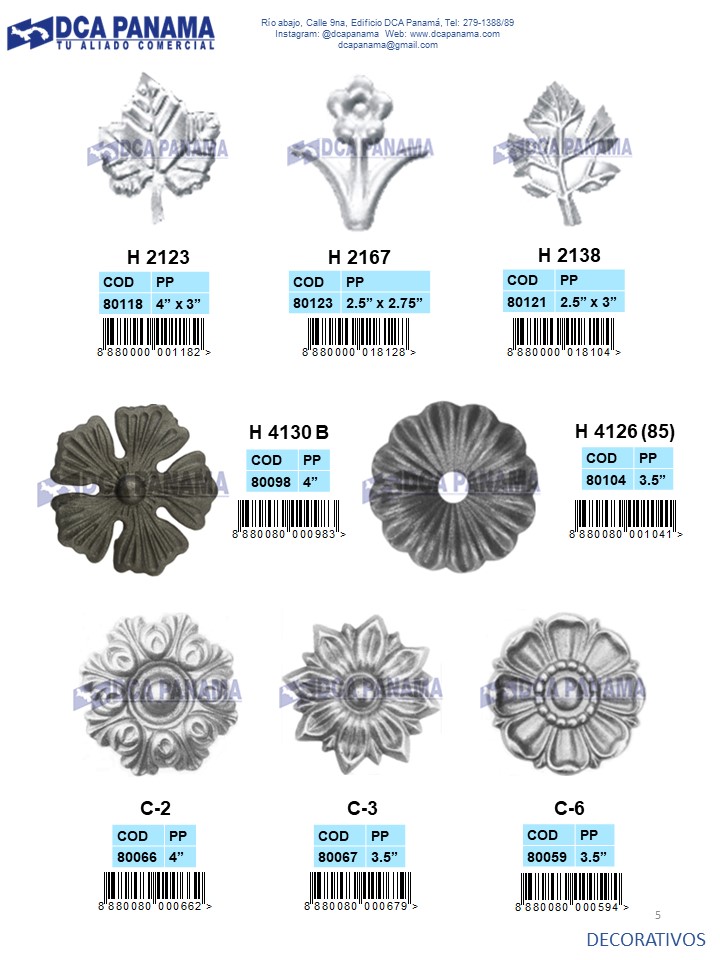 DCA PANAMA
TU ALIADO COMERCIAL
Río abajo, Calle 9na, Edificio DCA Panamá, Tel: 279-1388/89
Instagram: @dcapanama Web: www.dcapanama.com
dcapanama@gmail.com
DCA PANAMA DCA PANAMA DCA PANAMA
H 2123 H 2167 H 2138
COD PP COD PP COD PP
80118 4” x 3” 80123 2.5” x 2.75” 80121 2.5” x 3”
8 880000 001182 > 8 880000 018128 > 8 880000 018104 >
H 4130 B H 4126 (85)
COD PP COD PP
80098 4” 80104 3.5”
DCA PANAMA DCA PANAMA
8 880080 000983 > 8 880080 001041 >
DCA PANAMA DCA PANAMA DCA PANAMA
C-2 C-3 C-6
COD PP COD PP COD PP
80066 4” 80067 3.5” 80059 3.5”
8 880080 000662 > 8 880080 000679 > 8 880080 000594 >
5
DECORATIVOS